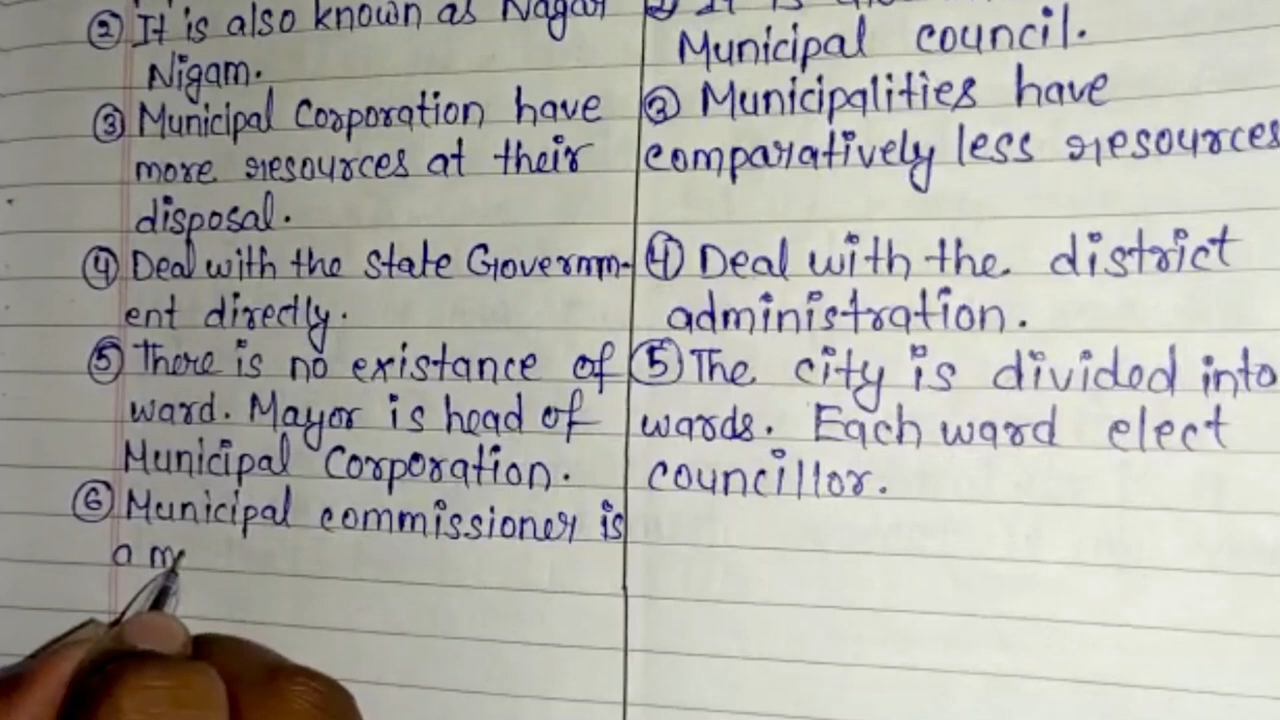 ② It is also known as Nagar
Nigam.
③ Municipal Corporation have
more resources at their
disposal.
④ Deal with the State Governm-
ent directly.
⑤ There is no existance of
ward. Mayor is head of
Municipal Corporation.
⑥ Municipal commissioner is
a m
② It is
Municipal council.
③ Municipalities have
comparatively less resources
④ Deal with the district
administration.
⑤ The city is divided into
wards. Each ward elect
councillor.